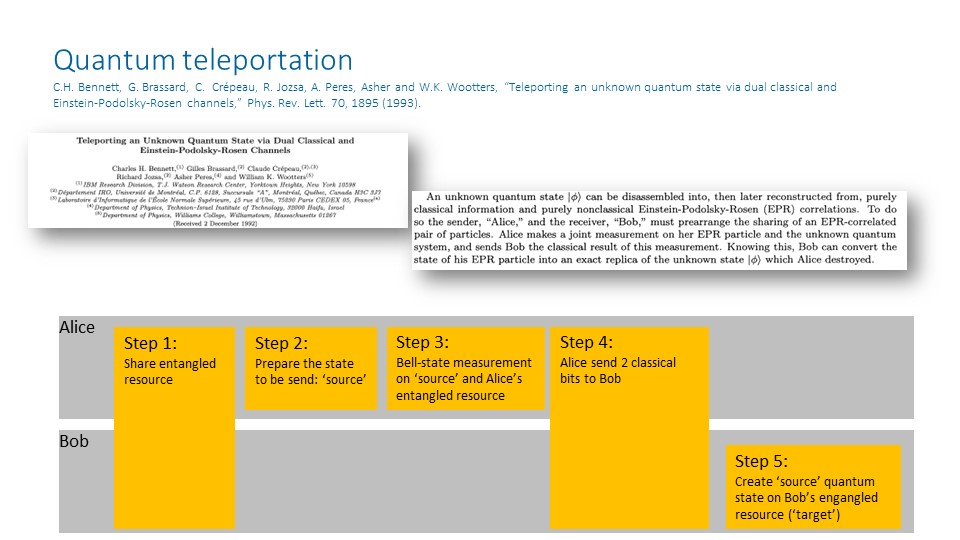 Quantum teleportation
C.H. Bennett, G. Brassard, C. Crépeau, R. Jozsa, A. Peres, Asher and W.K. Wootters, “Teleporting an unknown quantum state via dual classical and
Einstein-Podolsky-Rosen channels,” Phys. Rev. Lett. 70, 1895 (1993).
Teleporting an Unknown Quantum State via Dual Classical and
Einstein-Podolsky-Rosen Channels
Charles H. Bennett,(1) Gilles Brassard,(2) Claude Crépeau,(2),(3)
Richard Jozsa,(2) Asher Peres,(4) and William K. Wootters(5)
(1) IBM Research Division, T.J. Watson Research Center, Yorktown Heights, New York 10598
(2) Département IRO, Université de Montréal, C.P. 6128, Succursale “A”, Montréal, Québec, Canada H3C 3J7
(3) Laboratoire d’Informatique de l’École Normale Supérieure, 45 rue d’Ulm, 75230 Paris CEDEX 05, France(a)
(4) Department of Physics, Technion–Israel Institute of Technology, 32000 Haifa, Israel
(5) Department of Physics, Williams College, Williamstown, Massachusetts 01267
(Received 2 December 1992)
An unknown quantum state |ϕ⟩ can be disassembled into, then later reconstructed from, purely
classical information and purely nonclassical Einstein-Podolsky-Rosen (EPR) correlations. To do
so the sender, “Alice,” and the receiver, “Bob,” must prearrange the sharing of an EPR-correlated
pair of particles. Alice makes a joint measurement on her EPR particle and the unknown quantum
system, and sends Bob the classical result of this measurement. Knowing this, Bob can convert the
state of his EPR particle into an exact replica of the unknown state |ϕ⟩ which Alice destroyed.
Alice
Step 1:
Share entangled
resource
Step 2:
Prepare the state
to be send: ‘source’
Step 3:
Bell-state measurement
on ‘source’ and Alice’s
entangled resource
Step 4:
Alice send 2 classical
bits to Bob
Bob
Step 5:
Create ‘source’ quantum
state on Bob’s engangled
resource (‘target’)